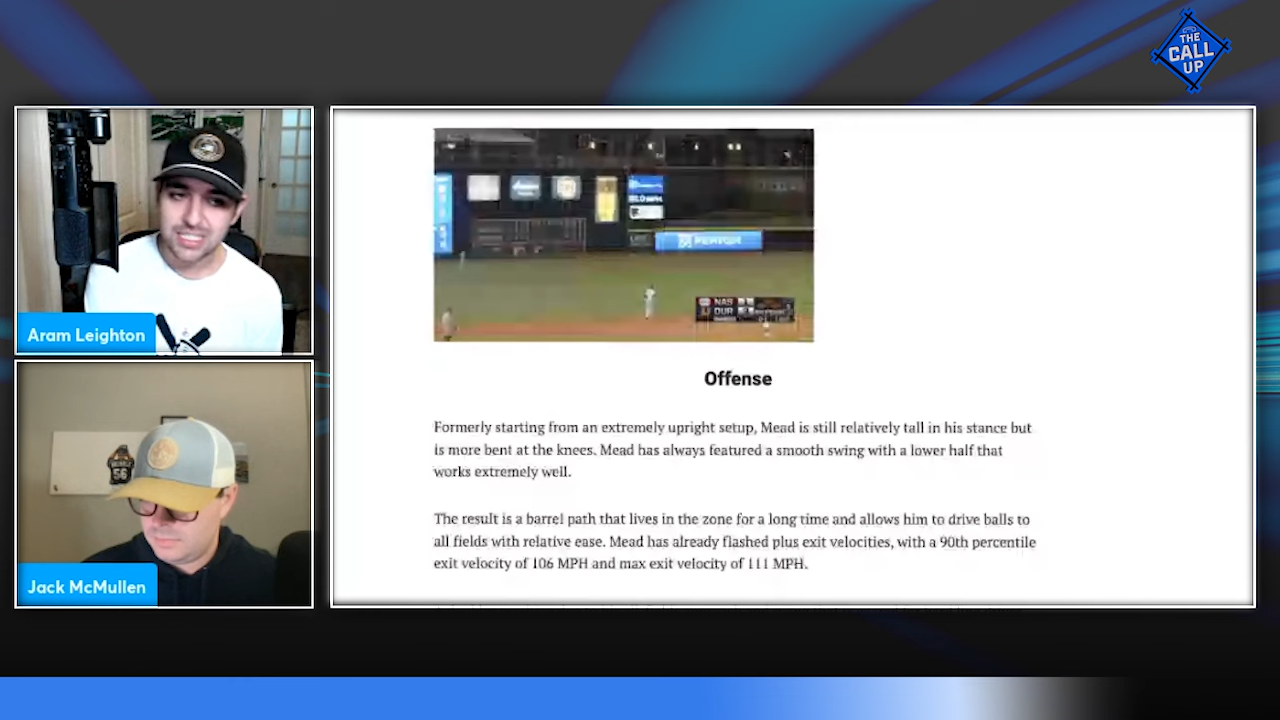 THE
CALL
UP
Aram Leighton
56
Jack McMullen
NAS
DUR
Offense
Formerly starting from an extremely upright setup, Mead is still relatively tall in his stance but
is more bent at the knees. Mead has always featured a smooth swing with a lower half that
works extremely well.
The result is a barrel path that lives in the zone for a long time and allows him to drive balls to
all fields with relative ease. Mead has already flashed plus exit velocities, with a 90th percentile
exit velocity of 106 MPH and max exit velocity of 111 MPH.